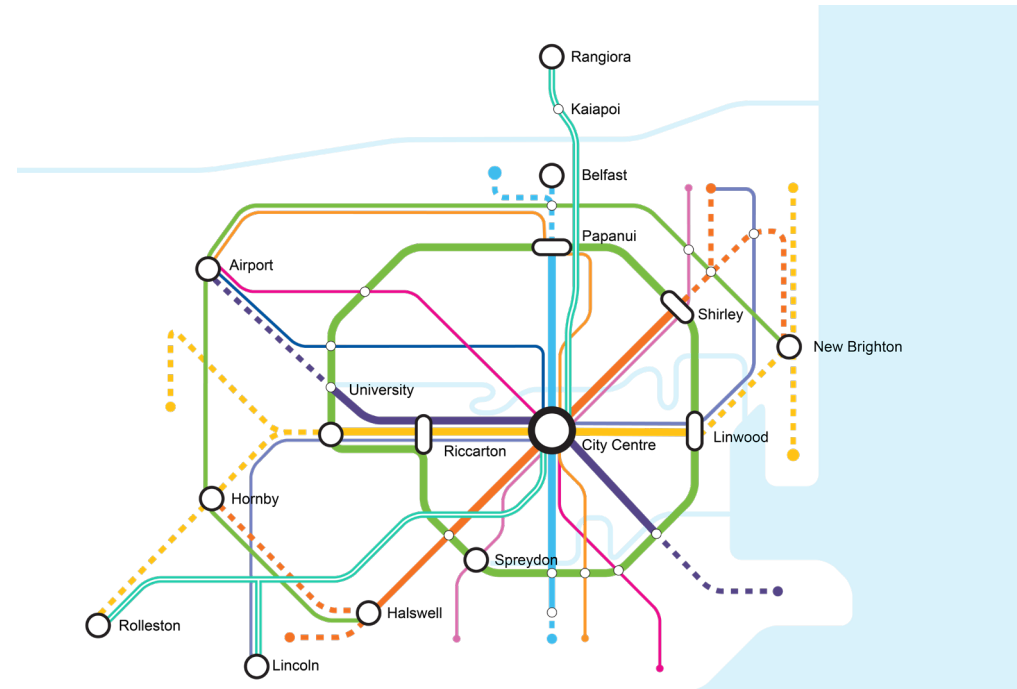 Rangiora
Kaiapoi
Belfast
Papanui
Airport
Shirley
New Brighton
University
Linwood
City Centre
Riccarton
Hornby
Spreydon
Halswell
Rolleston
Lincoln